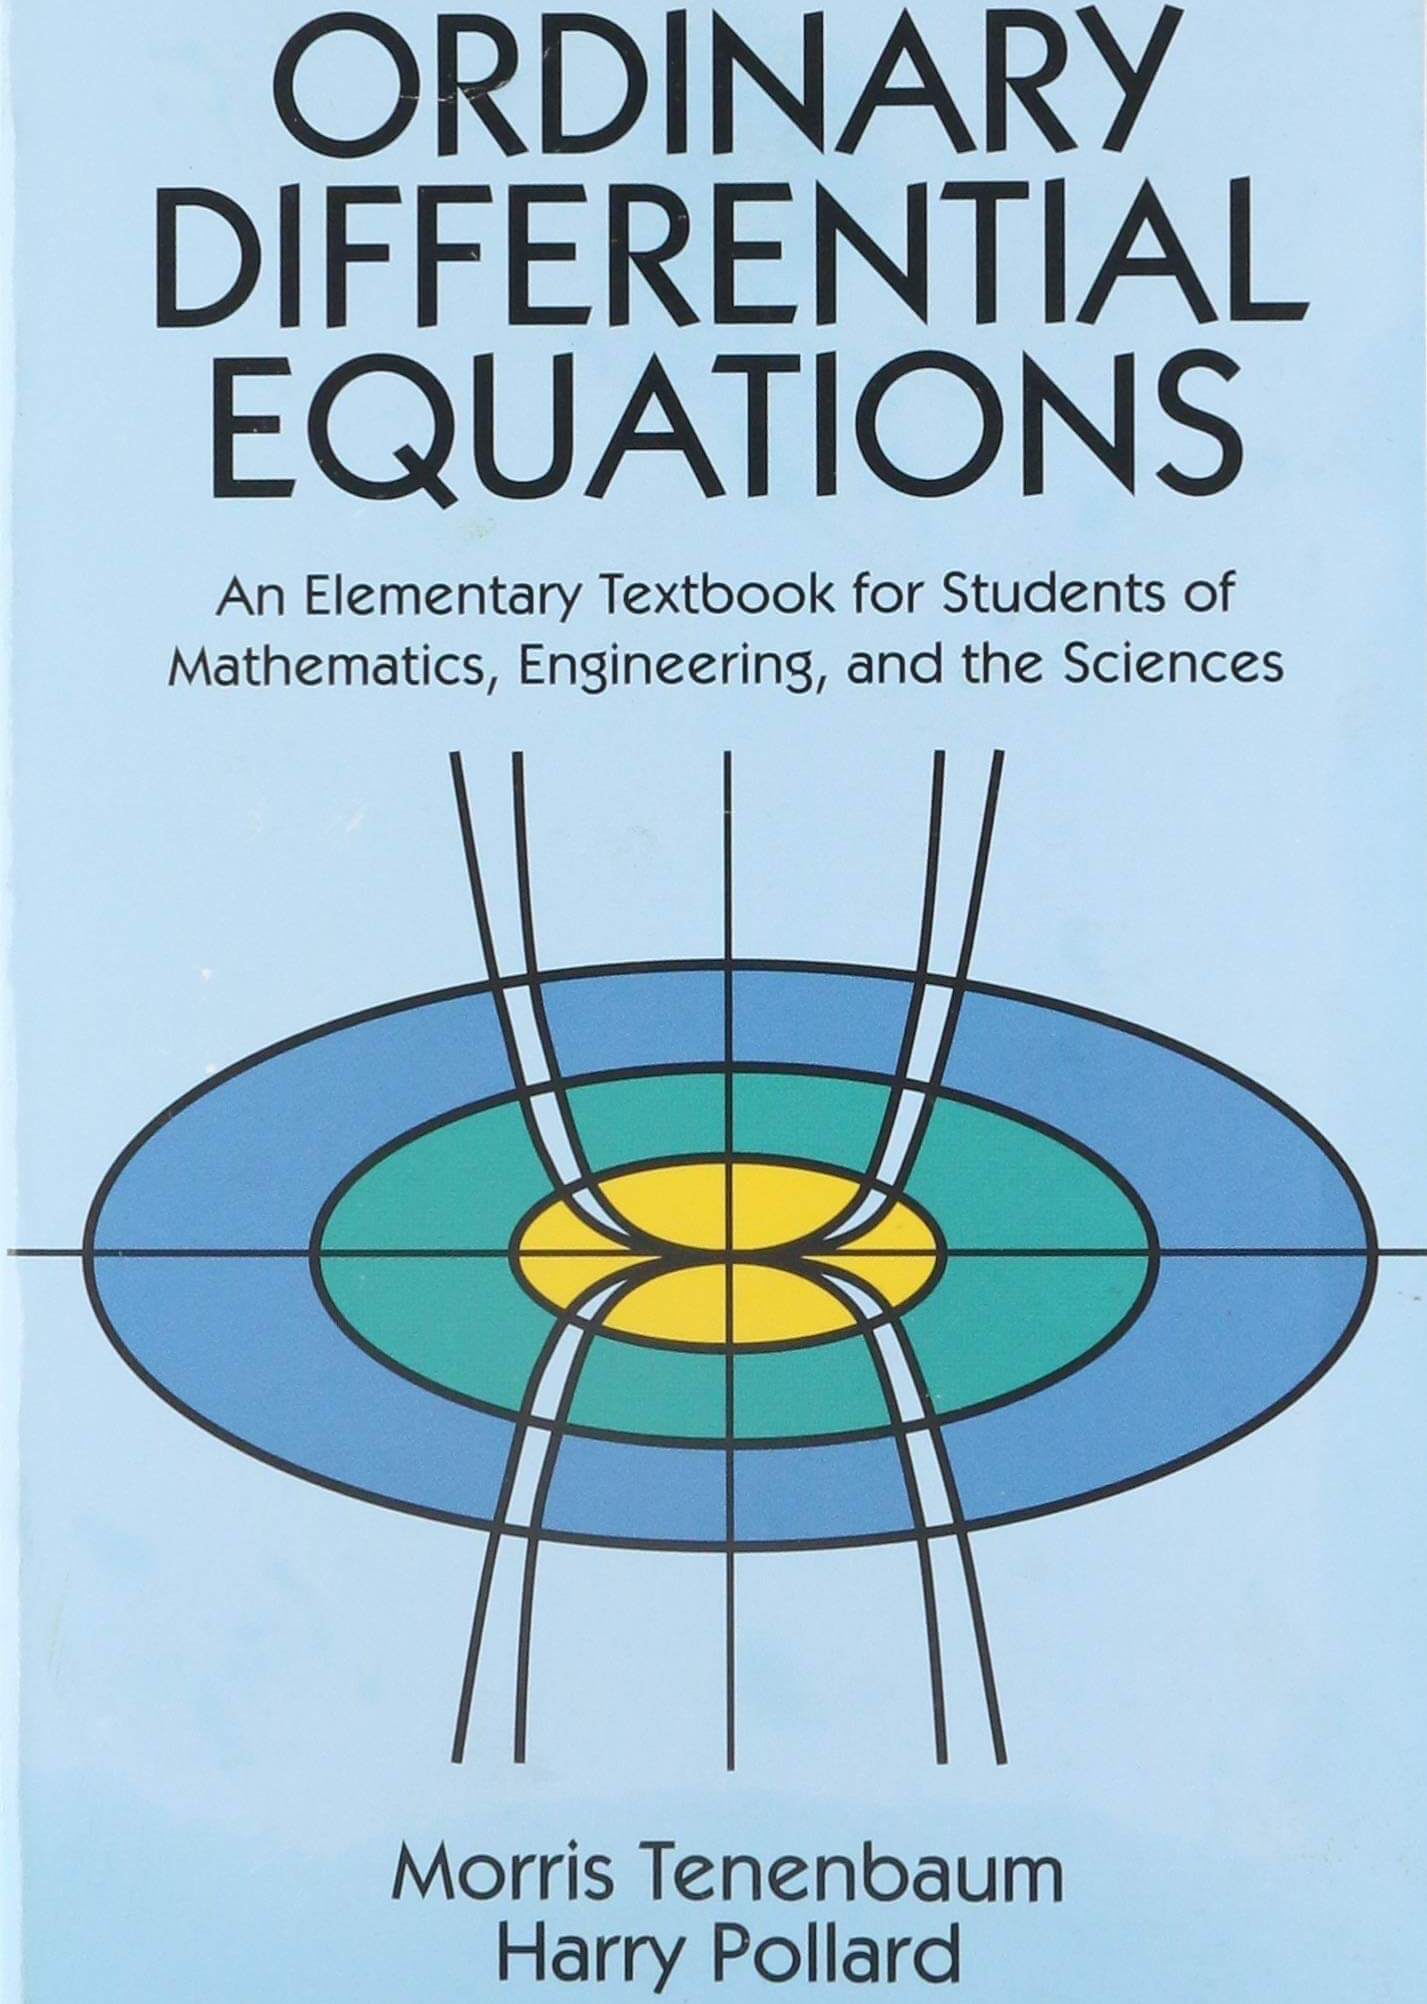 ORDINARY
DIFFERENTIAL
EQUATIONS
An Elementary Textbook for Students of
Mathematics, Engineering, and the Sciences
Morris Tenenbaum
Harry Pollard